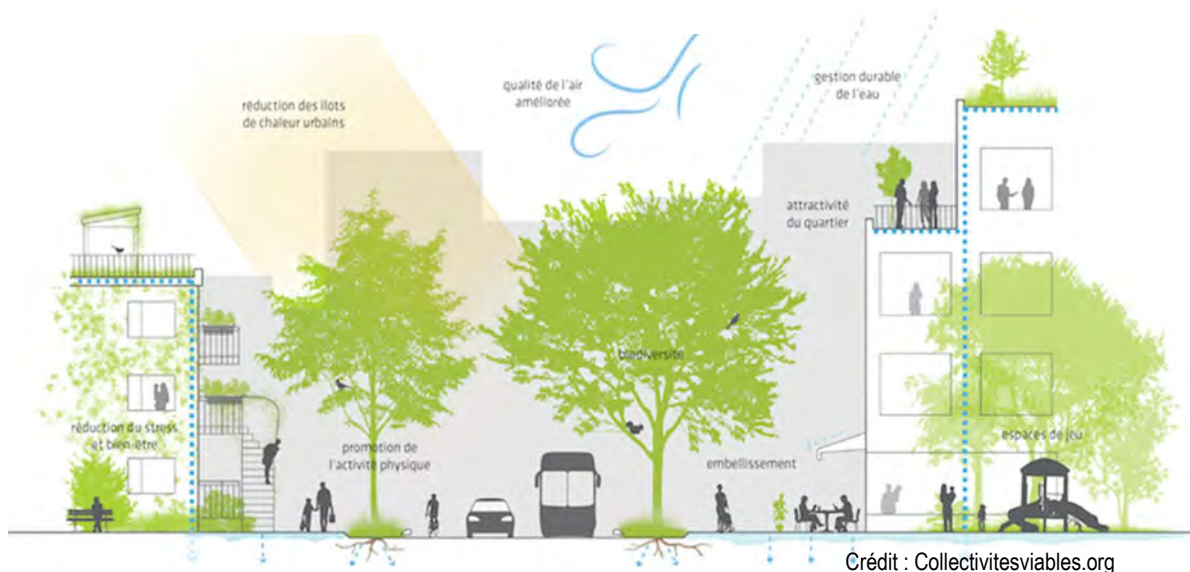 réduction des îlots
de chaleur urbains
qualité de l'air
améliorée
gestion durable
de l'eau
attractivité
du quartier
biodiversité
réduction du stress
et bien-être
promotion de
l'activité physique
embellissement
espaces de jeu
Crédit : Collectivitesviables.org